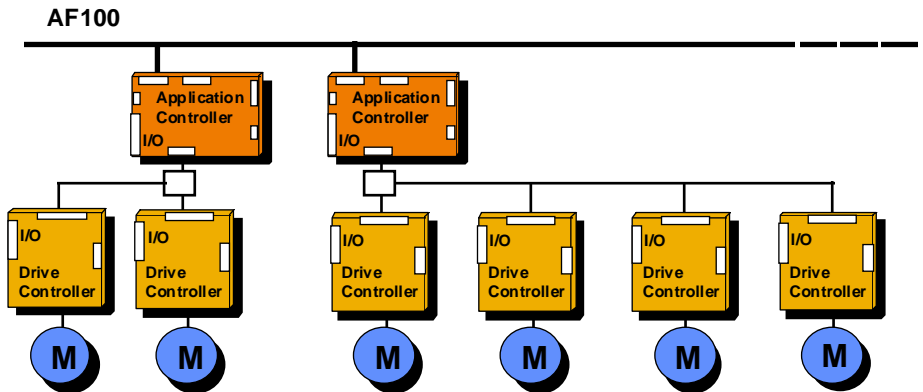 AF100
Application
Controller
I/O
Application
Controller
I/O
I/O
Drive
Controller
I/O
Drive
Controller
I/O
Drive
Controller
I/O
Drive
Controller
I/O
Drive
Controller
I/O
Drive
Controller
M
M
M
M
M
M